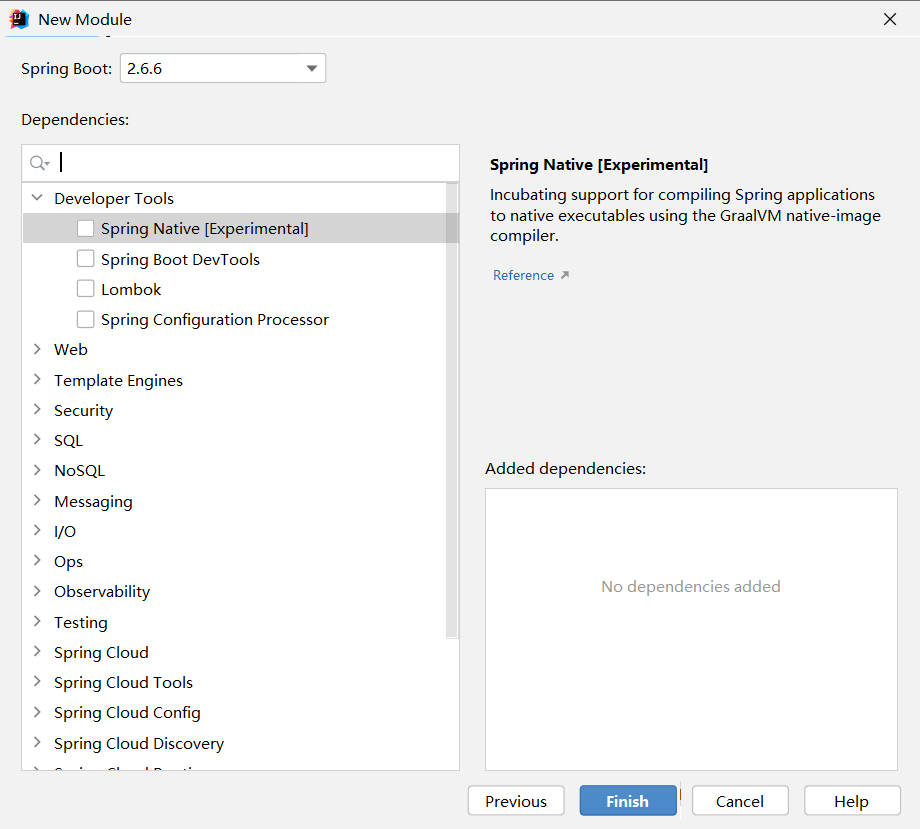 New Module
Spring Boot:
2.6.6
Dependencies:
Developer Tools
Spring Native [Experimental]
Spring Boot DevTools
Lombok
Spring Configuration Processor
Web
Template Engines
Security
SQL
NoSQL
Messaging
I/O
Ops
Observability
Testing
Spring Cloud
Spring Cloud Tools
Spring Cloud Config
Spring Cloud Discovery
Spring Native [Experimental]
Incubating support for compiling Spring applications
to native executables using the GraalVM native-image
compiler.
Reference
Added dependencies:
No dependencies added
Previous
Finish
Cancel
Help